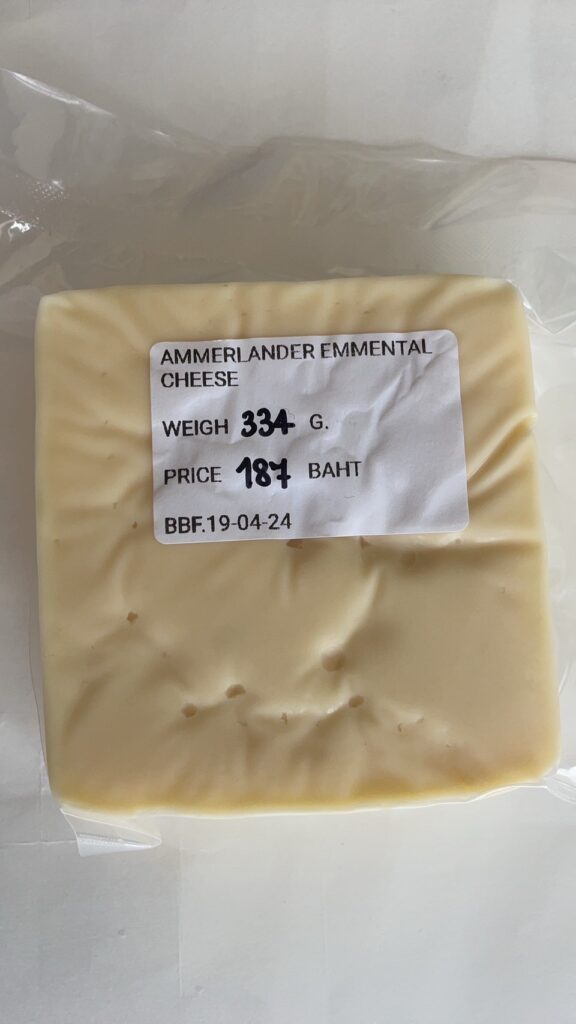 AMMERLANDER EMMENTAL
CHEESE
WEIGH 334 G.
PRICE 187 BAHT
BBF.19-04-24